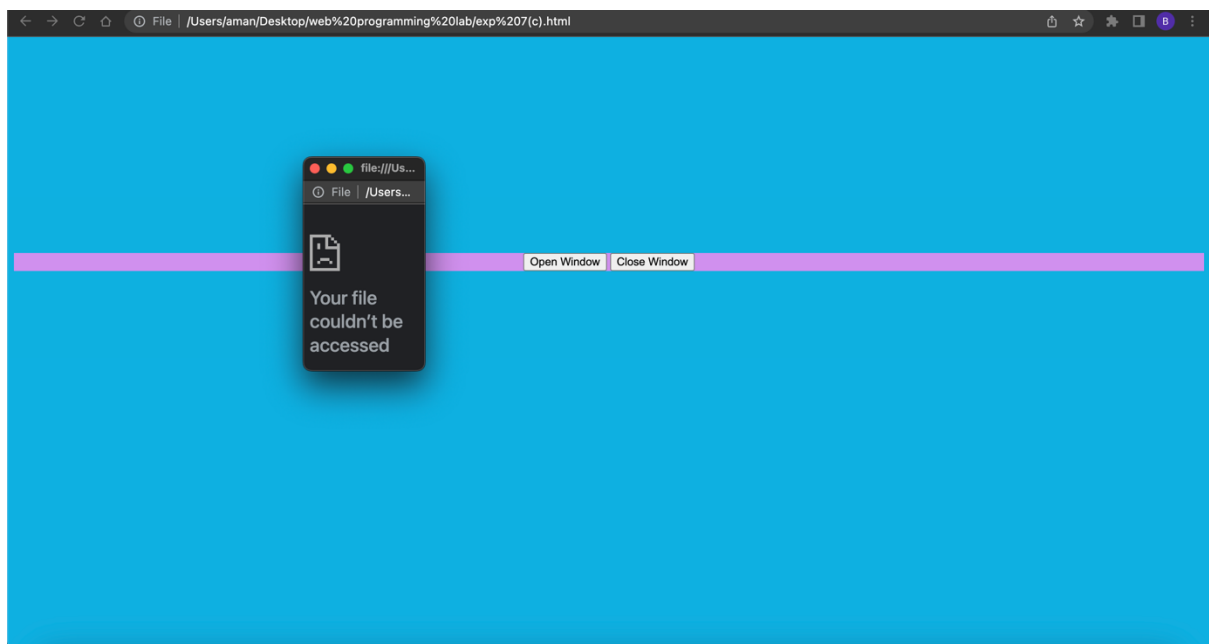 File | /Users/aman/Desktop/web%20programming%20lab/exp%207(c).html
B
file:///Us...
File | /Users...
Your file
couldn't be
accessed
Open Window Close Window